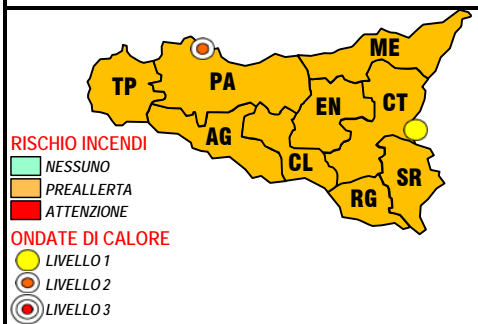 ME
PA
TP
EN
CT
AG
CL
SR
RG
RISCHIO INCENDI
NESSUNO
PREALLERTA
ATTENZIONE
ONDATE DI CALORE
LIVELLO 1
LIVELLO 2
LIVELLO 3